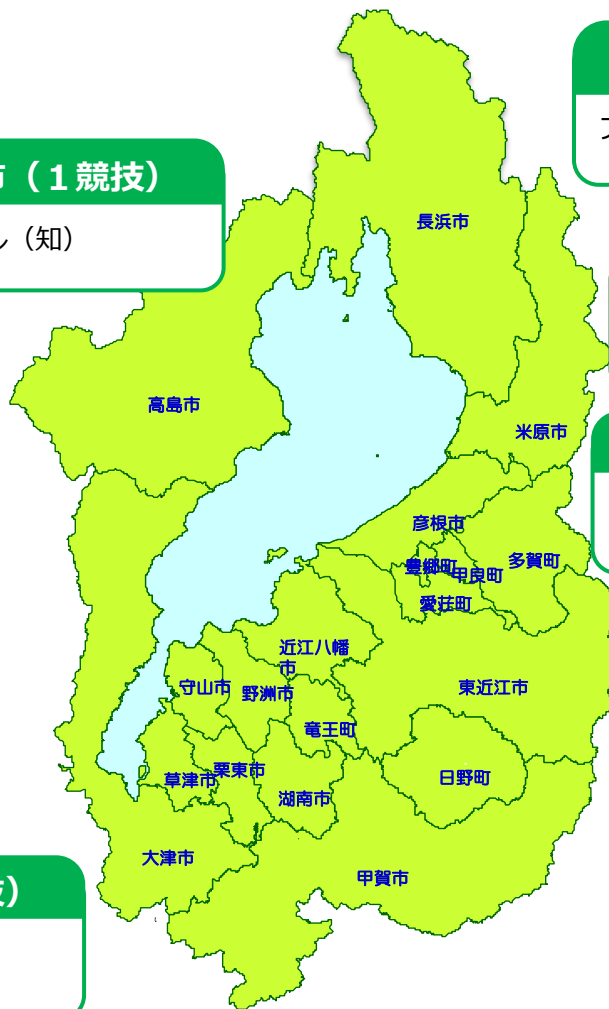 市（１競技）
（知）
長浜市
高島市
米原市
彦根市
多賀町
豊郷町
甲良町
愛荘町
近江八幡
市
守山市
野洲市
東近江市
竜王町
栗東市
草津市
日野町
湖南市
大津市
甲賀市
）